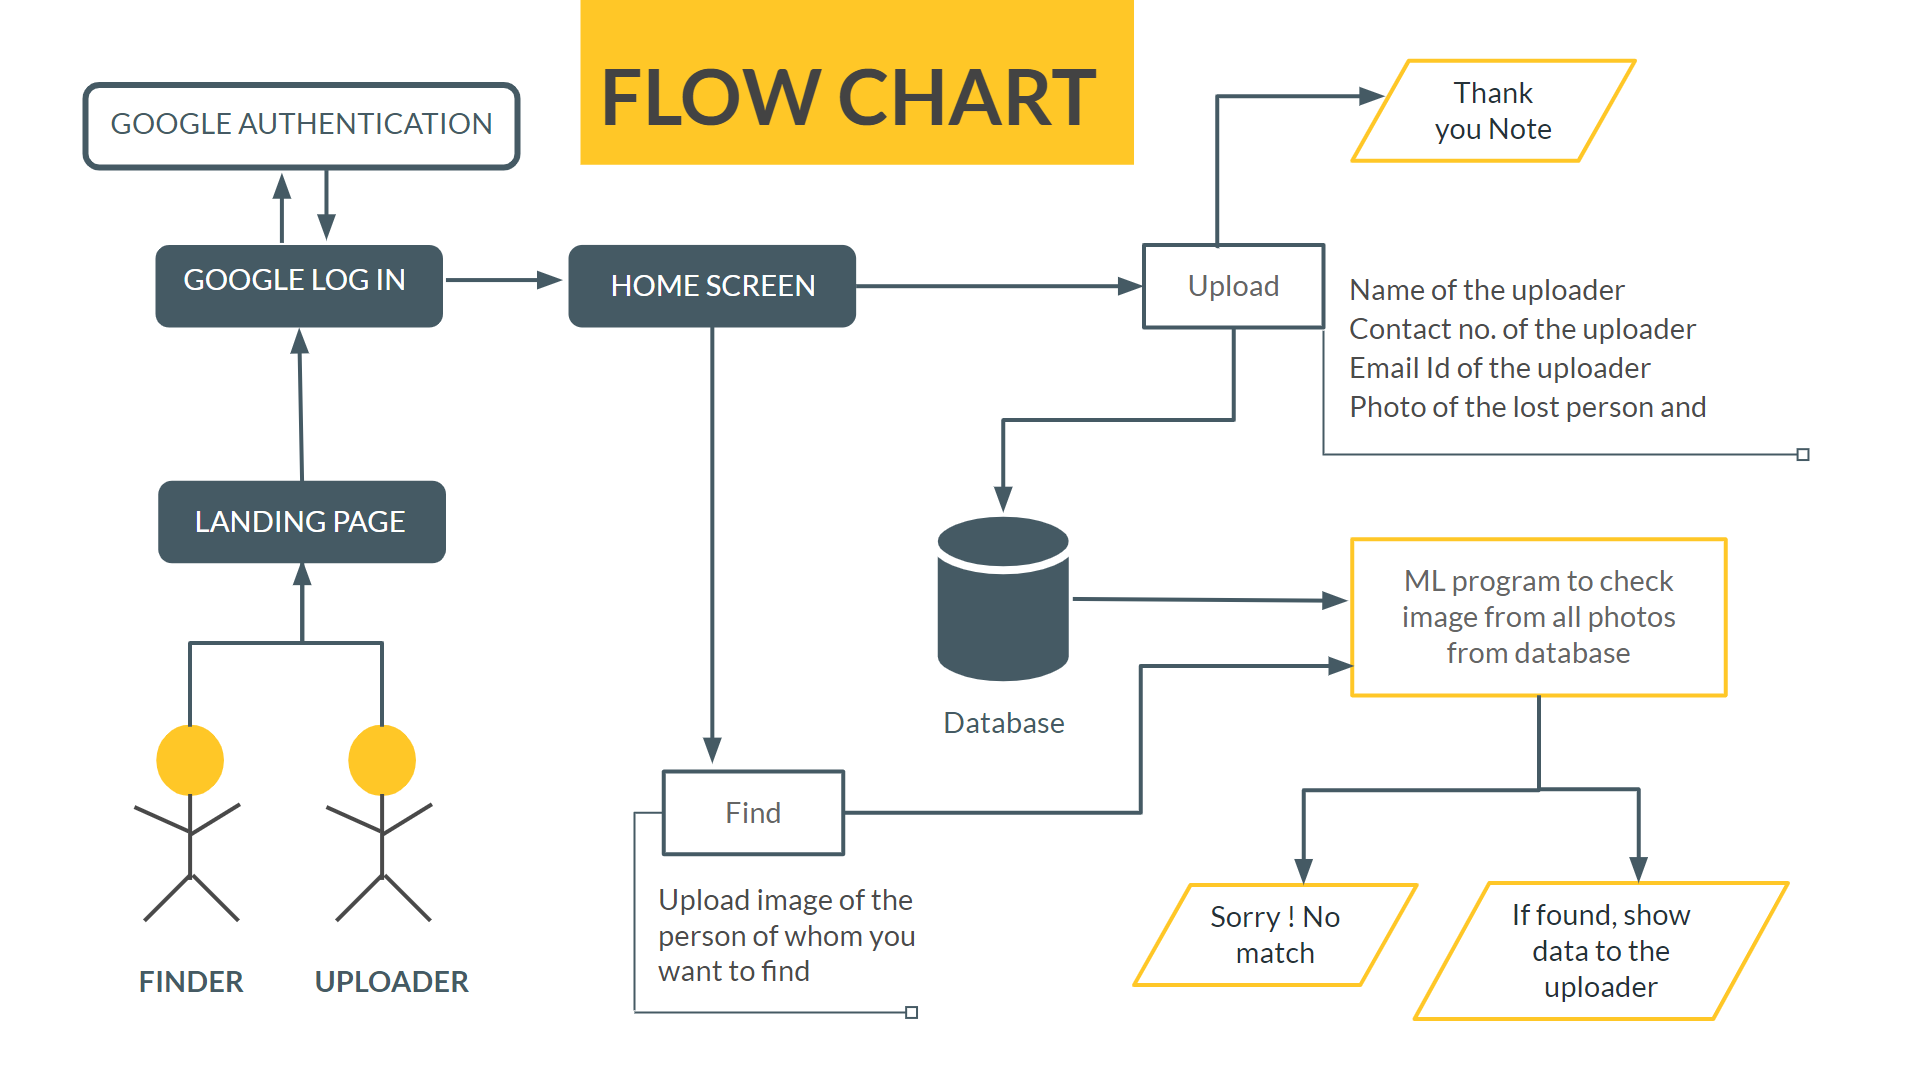 FLOW CHART
GOOGLE AUTHENTICATION
Thank
you Note
GOOGLE LOG IN
HOME SCREEN
Upload
Name of the uploader
Contact no. of the uploader
Email Id of the uploader
Photo of the lost person and
LANDING PAGE
Database
ML program to check
image from all photos
from database
Find
Upload image of the
person of whom you
want to find
Sorry ! No
match
If found, show
data to the
uploader
FINDER
UPLOADER